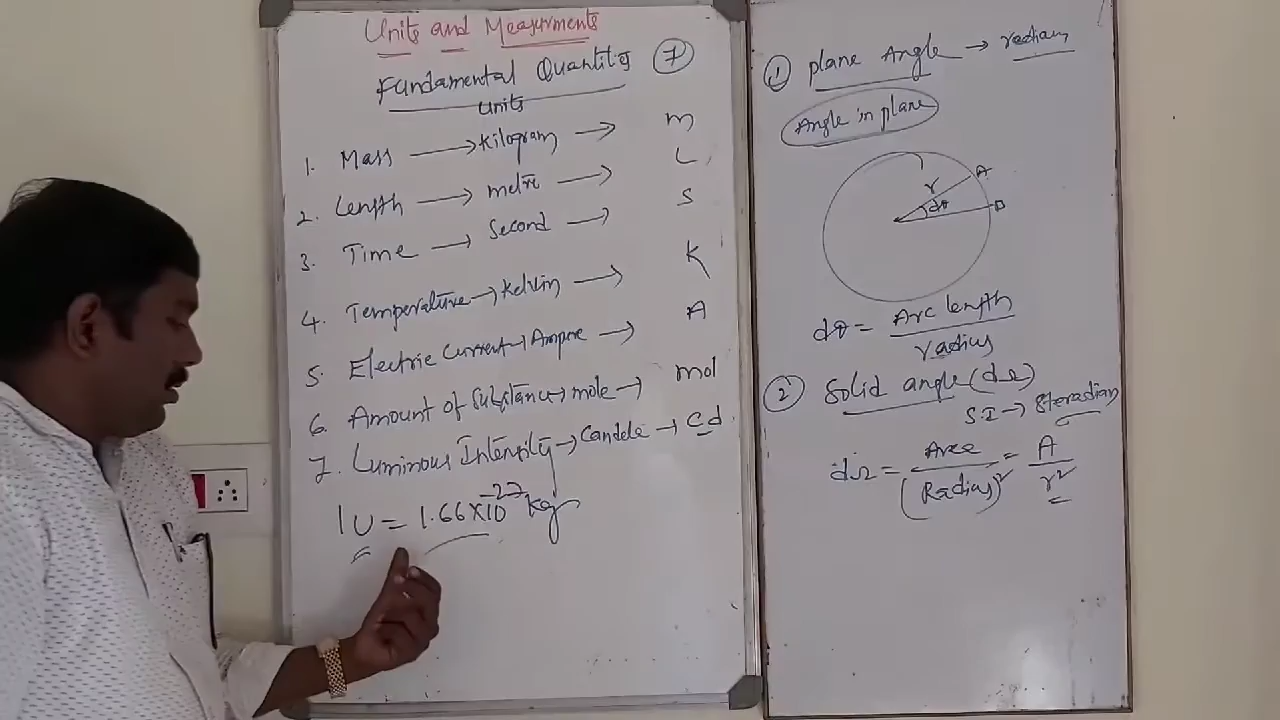 Units and Measurments
Fundamental Quantities 7
Units
1. Mass → Kilogram → m
2. Length → metre → L
3. Time → Second → S
4. Temperature → Kelvin → K
5. Electric Current → Ampere → A
6. Amount of Substance → mole → mol
7. Luminous Intensity → Candela → Cd
1U = 1.66×10⁻²⁷ kg
① plane Angle → radian
Angle in plane
A
r
dθ
B
dθ = Arc length / radius
② Solid angle (dΩ)
S.I → Steradian
dΩ = Area / (Radius)² = A / r²